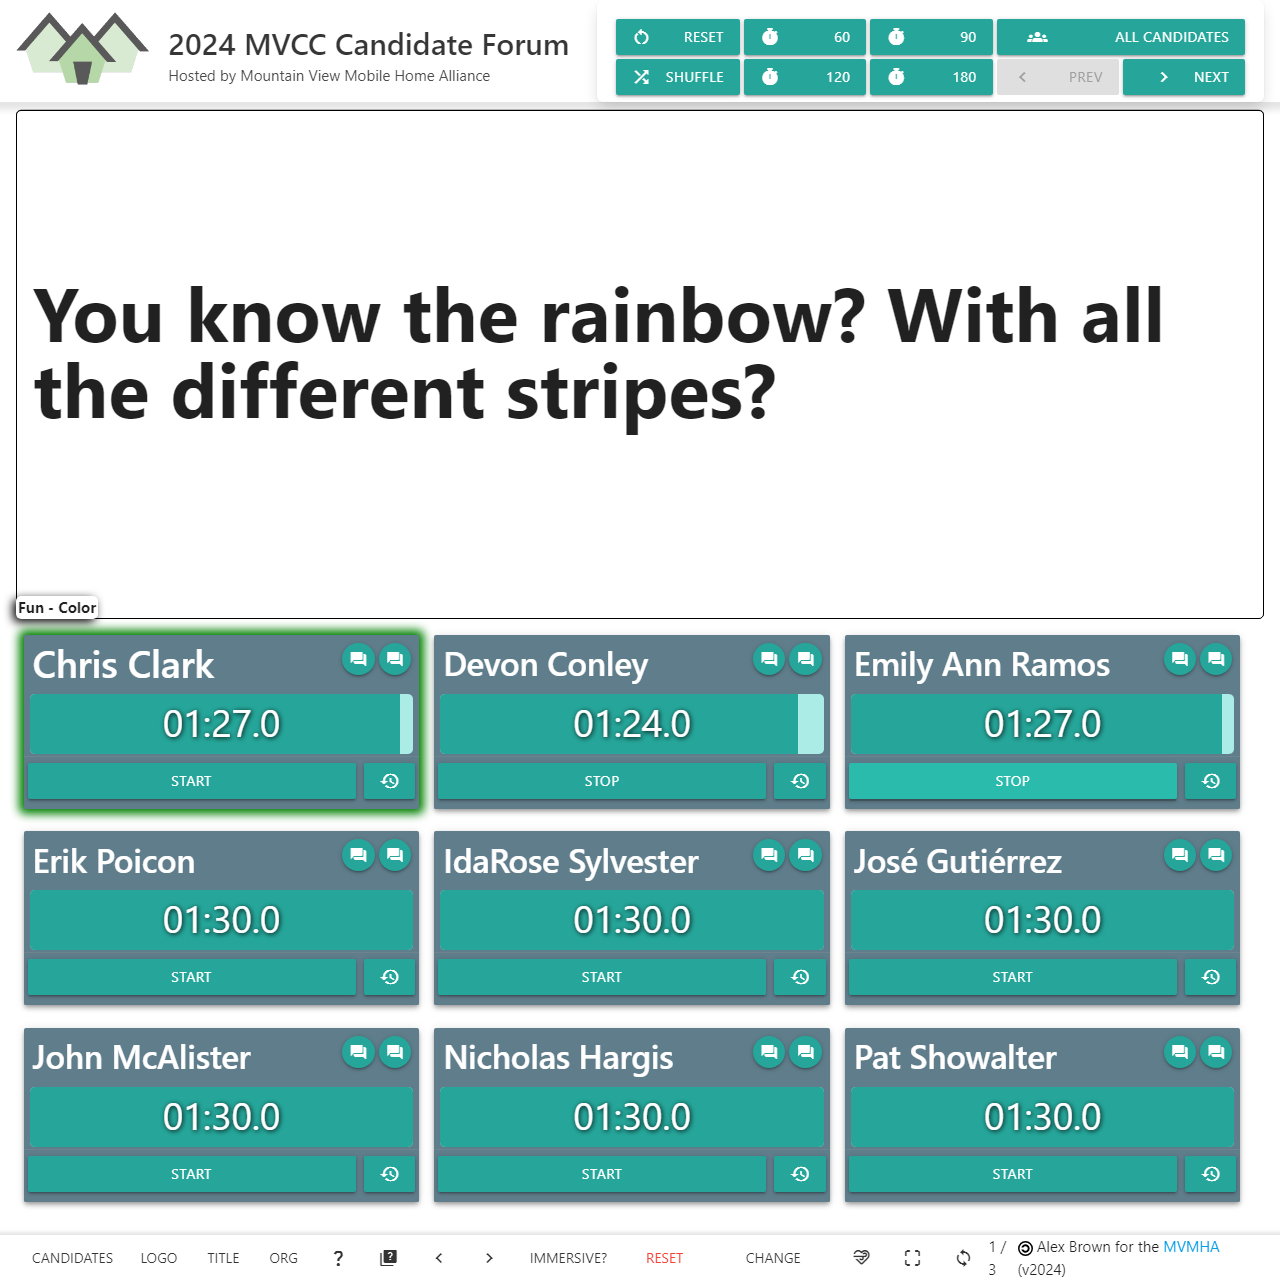 2024 MVCC Candidate Forum
Hosted by Mountain View Mobile Home Alliance
RESET 60 90 ALL CANDIDATES
SHUFFLE 120 180 PREV NEXT
You know the rainbow? With all
the different stripes?
Fun - Color
Chris Clark
01:27.0
START
Devon Conley
01:24.0
STOP
Emily Ann Ramos
01:27.0
STOP
Erik Poicon
01:30.0
START
IdaRose Sylvester
01:30.0
START
José Gutiérrez
01:30.0
START
John McAlister
01:30.0
START
Nicholas Hargis
01:30.0
START
Pat Showalter
01:30.0
START
CANDIDATES LOGO TITLE ORG IMMERSIVE? RESET CHANGE
1 /
3
Alex Brown for the MVMHA
(v2024)